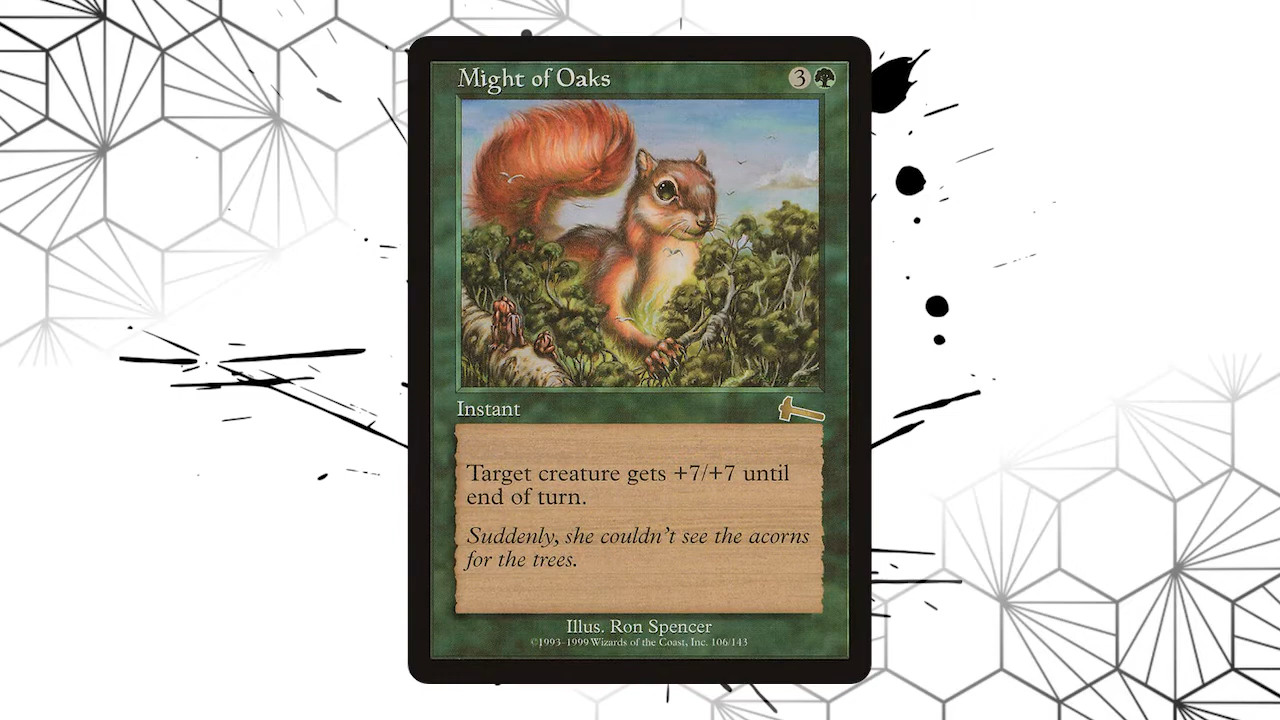 Might of Oaks 3
Instant
Target creature gets +7/+7 until
end of turn.
Suddenly, she couldn't see the acorns
for the trees.
Illus. Ron Spencer
©1993-1999 Wizards of the Coast, Inc. 106/143